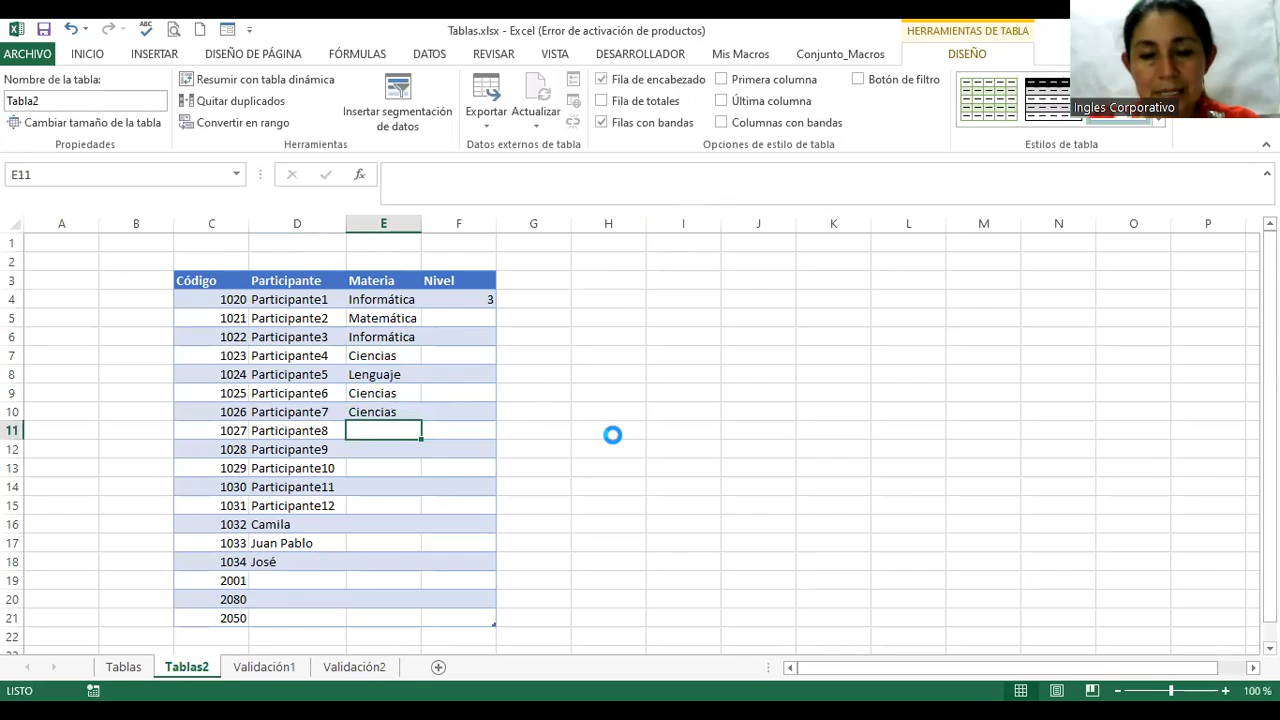 Tablas.xlsx - Excel (Error de activación de productos)
HERRAMIENTAS DE TABLA
ARCHIVO INICIO INSERTAR DISEÑO DE PÁGINA FÓRMULAS DATOS REVISAR VISTA DESARROLLADOR Mis Macros Conjunto_Macros DISEÑO
Ingles Corporativo
Nombre de la tabla:
Tabla2
Cambiar tamaño de la tabla
Propiedades
Resumir con tabla dinámica
Quitar duplicados
Convertir en rango
Insertar segmentación
de datos
Herramientas
Exportar Actualizar
Datos externos de tabla
Fila de encabezado Primera columna Botón de filtro
Fila de totales Última columna
Filas con bandas Columnas con bandas
Opciones de estilo de tabla
Estilos de tabla
E11 fx
A B C D E F G H I J K L M N O P
1
2
3 Código Participante Materia Nivel
4 1020 Participante1 Informática 3
5 1021 Participante2 Matemática
6 1022 Participante3 Informática
7 1023 Participante4 Ciencias
8 1024 Participante5 Lenguaje
9 1025 Participante6 Ciencias
10 1026 Participante7 Ciencias
11 1027 Participante8
12 1028 Participante9
13 1029 Participante10
14 1030 Participante11
15 1031 Participante12
16 1032 Camila
17 1033 Juan Pablo
18 1034 José
19 2001
20 2080
21 2050
22
Tablas Tablas2 Validación1 Validación2
LISTO 100 %